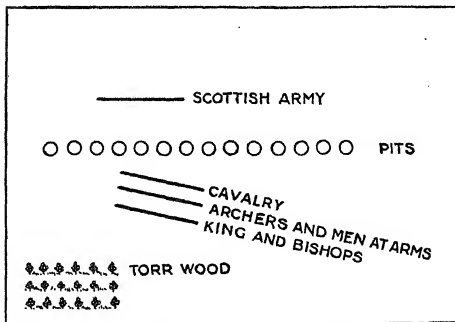 SCOTTISH ARMY
PITS
CAVALRY
ARCHERS AND MEN AT ARMS
KING AND BISHOPS
TORR WOOD